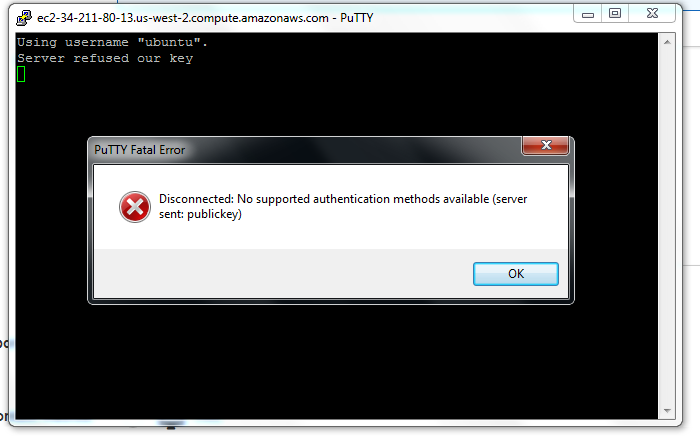 ec2-34-211-80-13.us-west-2.compute.amazonaws.com - PuTTY
Using username "ubuntu".
Server refused our key
PuTTY Fatal Error
Disconnected: No supported authentication methods available (server
sent: publickey)
OK